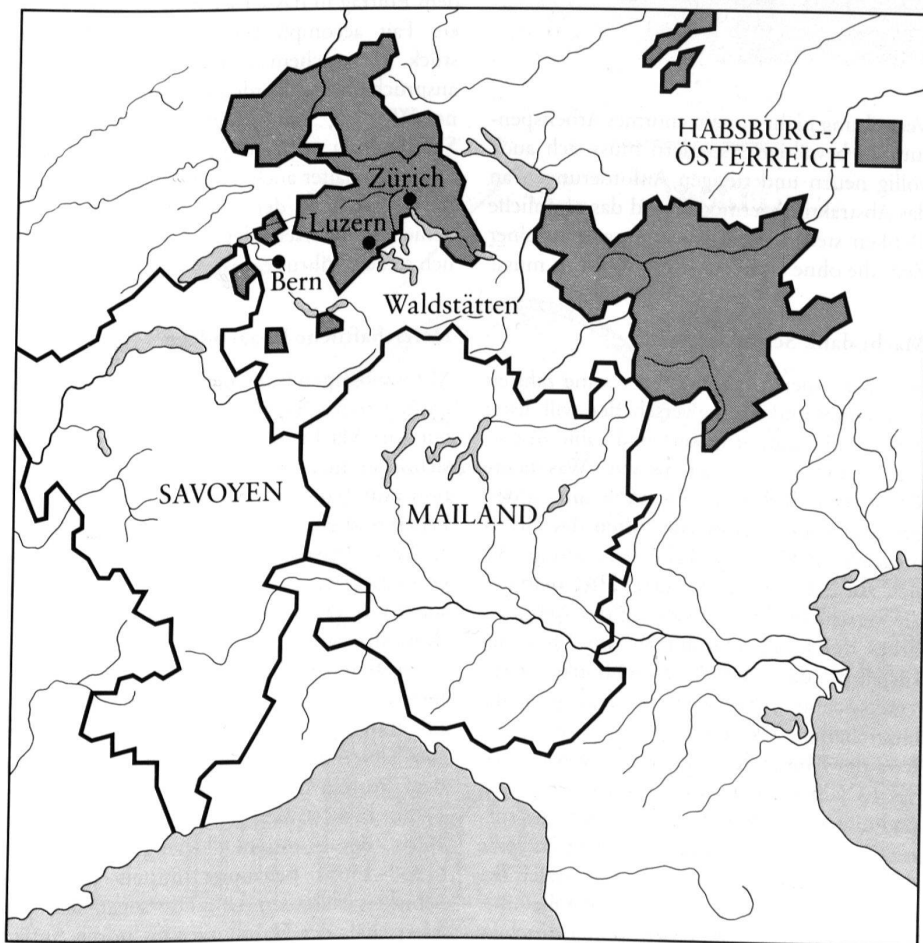 HABSBURG-
ÖSTERREICH
Zürich
Luzern
Bern
Waldstätten
SAVOYEN
MAILAND